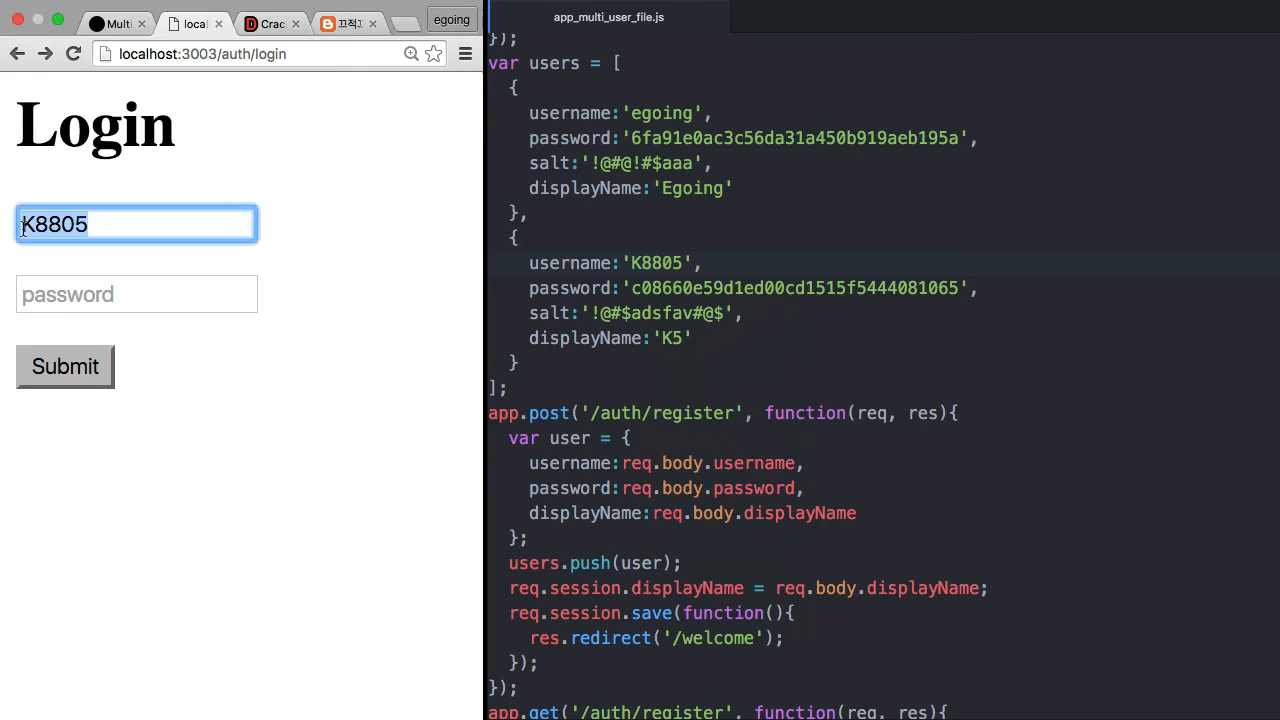 Multi
local
Crac
끄적끄
egoing
localhost:3003/auth/login
Login
K8805
password
Submit
app_multi_user_file.js
});
var users = [
  {
    username:'egoing',
    password:'6fa91e0ac3c56da31a450b919aeb195a',
    salt:'!@#@!#$aaa',
    displayName:'Egoing'
  },
  {
    username:'K8805',
    password:'c08660e59d1ed00cd1515f5444081065',
    salt:'!@#$adsfav#@$',
    displayName:'K5'
  }
];
app.post('/auth/register', function(req, res){
  var user = {
    username:req.body.username,
    password:req.body.password,
    displayName:req.body.displayName
  };
  users.push(user);
  req.session.displayName = req.body.displayName;
  req.session.save(function(){
    res.redirect('/welcome');
  });
});
app.get('/auth/register', function(req, res){